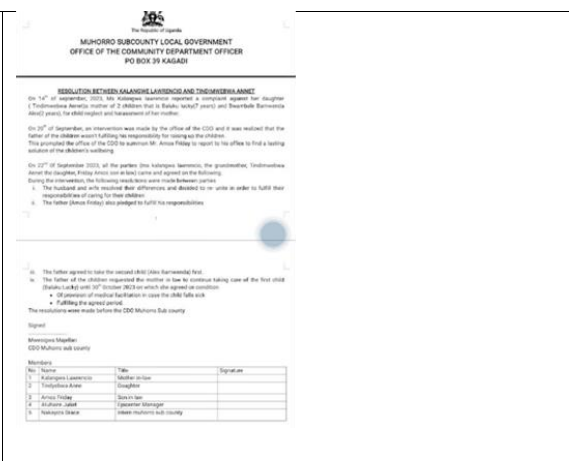 The Republic of Uganda
MUHORRO SUBCOUNTY LOCAL GOVERNMENT
OFFICE OF THE COMMUNITY DEPARTMENT OFFICER
PO BOX 39 KAGADI
RESOLUTION BETWEEN KALANGWE LAWRENCIO AND TINDIMWEBWA ANNET
On 14th of september, 2023, Ms Kalangwa lawrencio reported a complaint against her daughter
( Tindimwebwa Annet)a mother of 2 children that is Balaku lucky(7 years) and
Alex(2 years), for child neglect and harassment of her mother.
On 20th of September, an intervention was made by the office of the CDO and it was realized that the
father of the children wasn't fulfilling his responsibility for raising up the children.
This prompted the office of the CDO to summon Mr. Amos Friday to report to his office to find a lasting
solution of the children's wellbeing.
On 22nd Of September 2023, all the parties (ms kalangwa lawrencio, the grandmother, Tindimwebwa
Annet the daughter, Friday Amos son in law) came and agreed on the following.
During the intervention, the following resolutions were made between parties
i. The husband and wife resolved their differences and decided to re- unite in order to fulfill their
responsibilities of caring for their children
ii. The father (Amos Friday) also pledged to fulfill his responsibilities
iii. The father agreed to take the second child (Alex Barnwenda) first.
iv. The father of the children requested the mother in law to continue taking care of the first child
(Balaku Lucky) until 30th October 2023 on which she agreed on condition
• Of provision of medical facilitation in case the child falls sick
• Fulfilling the agreed period.
The resolutions were made before the CDO Muhorro Sub county
Signed
Magellan
CDO Muhorro sub county
Members
No Name Title Signature
1 Kalangwa Lawrencio Mother in law
2 Anne Daughter
3 Amos Friday Son in law
4 Juliet Epicenter Manager
5 Nakayos Grace Intern muhorro sub county